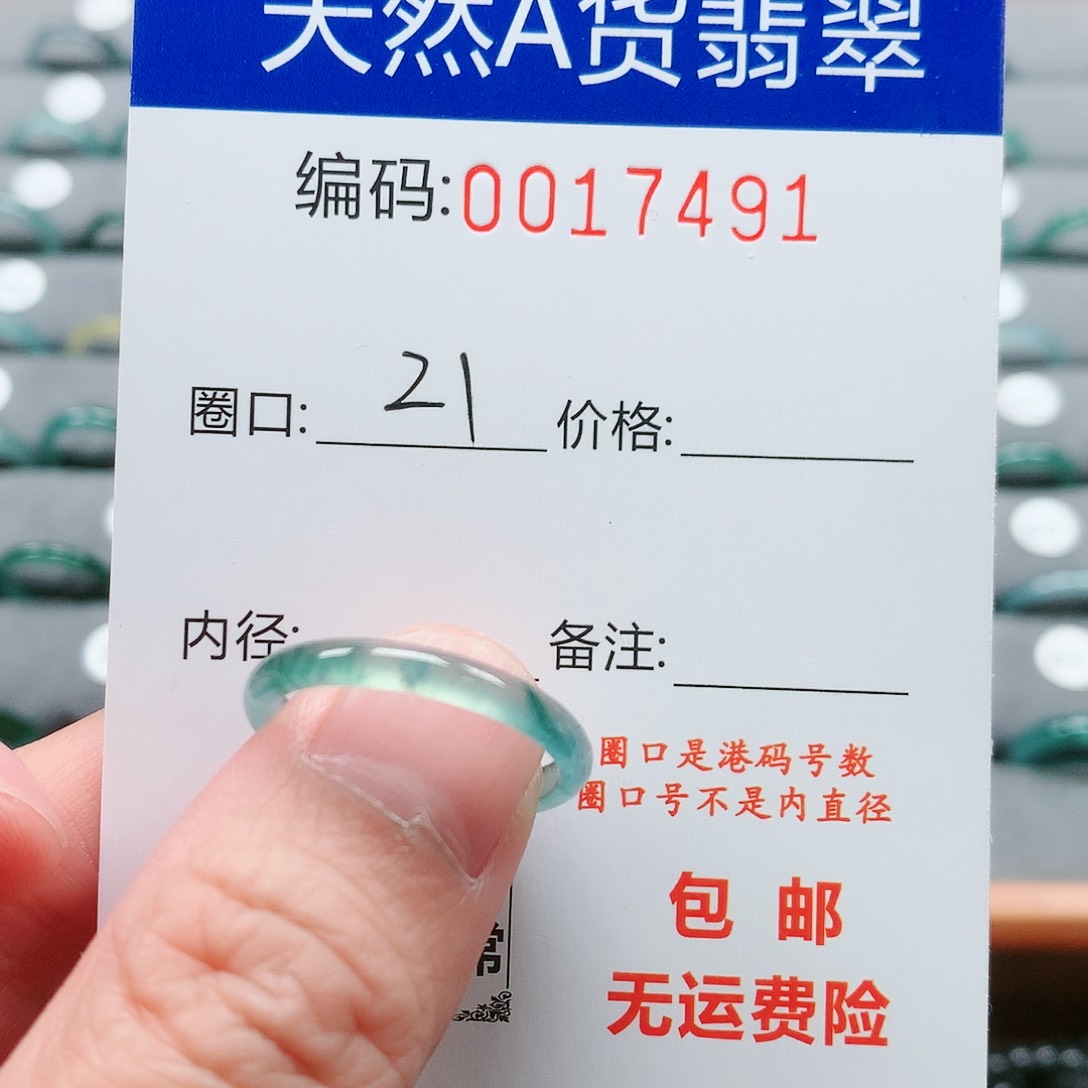 天然A货翡翠
编码:0017491
圈口: 21 价格:
内径: 备注:
圈口是港码号数
圈口号不是内直径
包邮
常
无运费险